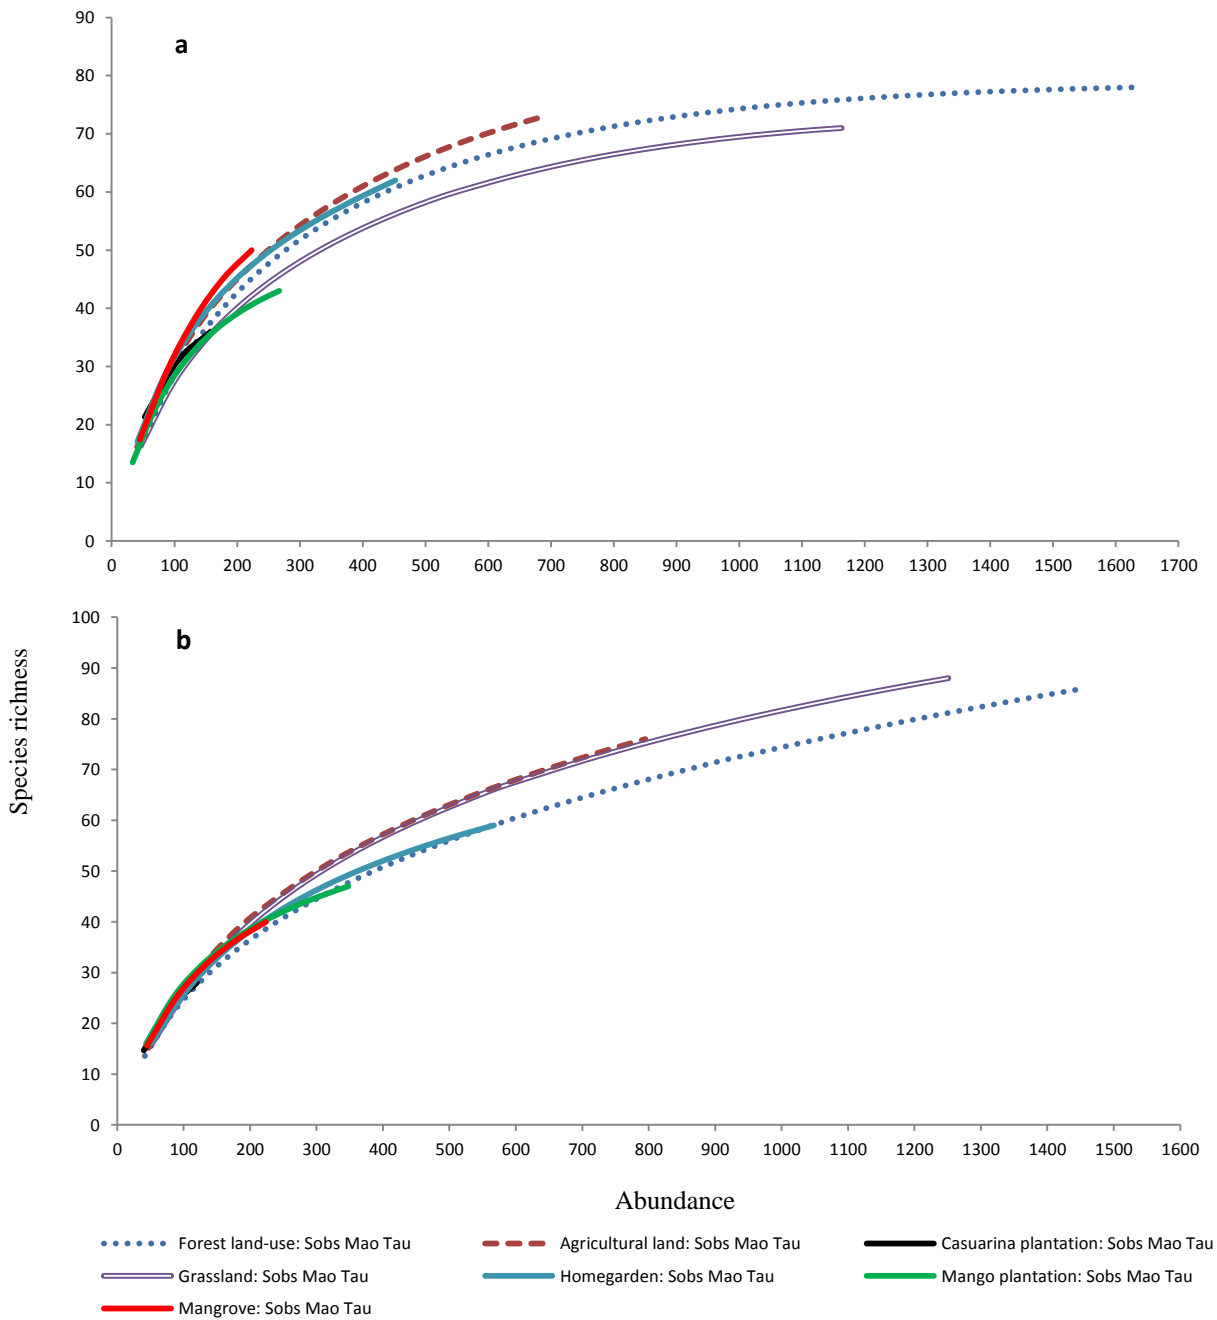 90
80
70
60
50
40
30
20
10
0
a
0 100 200 300 400 500 600 700 800 900 1000 1100 1200 1300 1400 1500 1600 1700
Species richness
100
90
80
70
60
50
40
30
20
10
0
b
0 100 200 300 400 500 600 700 800 900 1000 1100 1200 1300 1400 1500 1600
Abundance
Forest land-use: Sobs Mao Tau Agricultural land: Sobs Mao Tau Casuarina plantation: Sobs Mao Tau
Grassland: Sobs Mao Tau Homegarden: Sobs Mao Tau Mango plantation: Sobs Mao Tau
Mangrove: Sobs Mao Tau